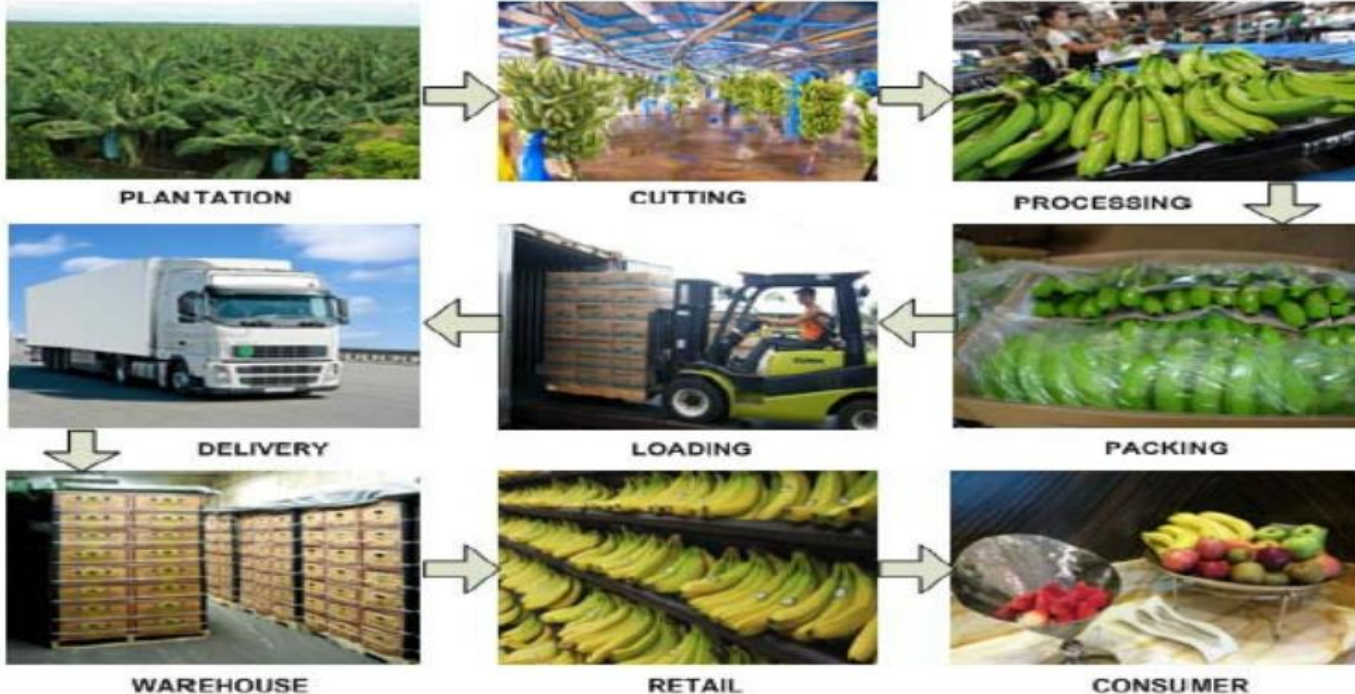 PLANTATION
CUTTING
PROCESSING
DELIVERY
LOADING
PACKING
WAREHOUSE
RETAIL
CONSUMER